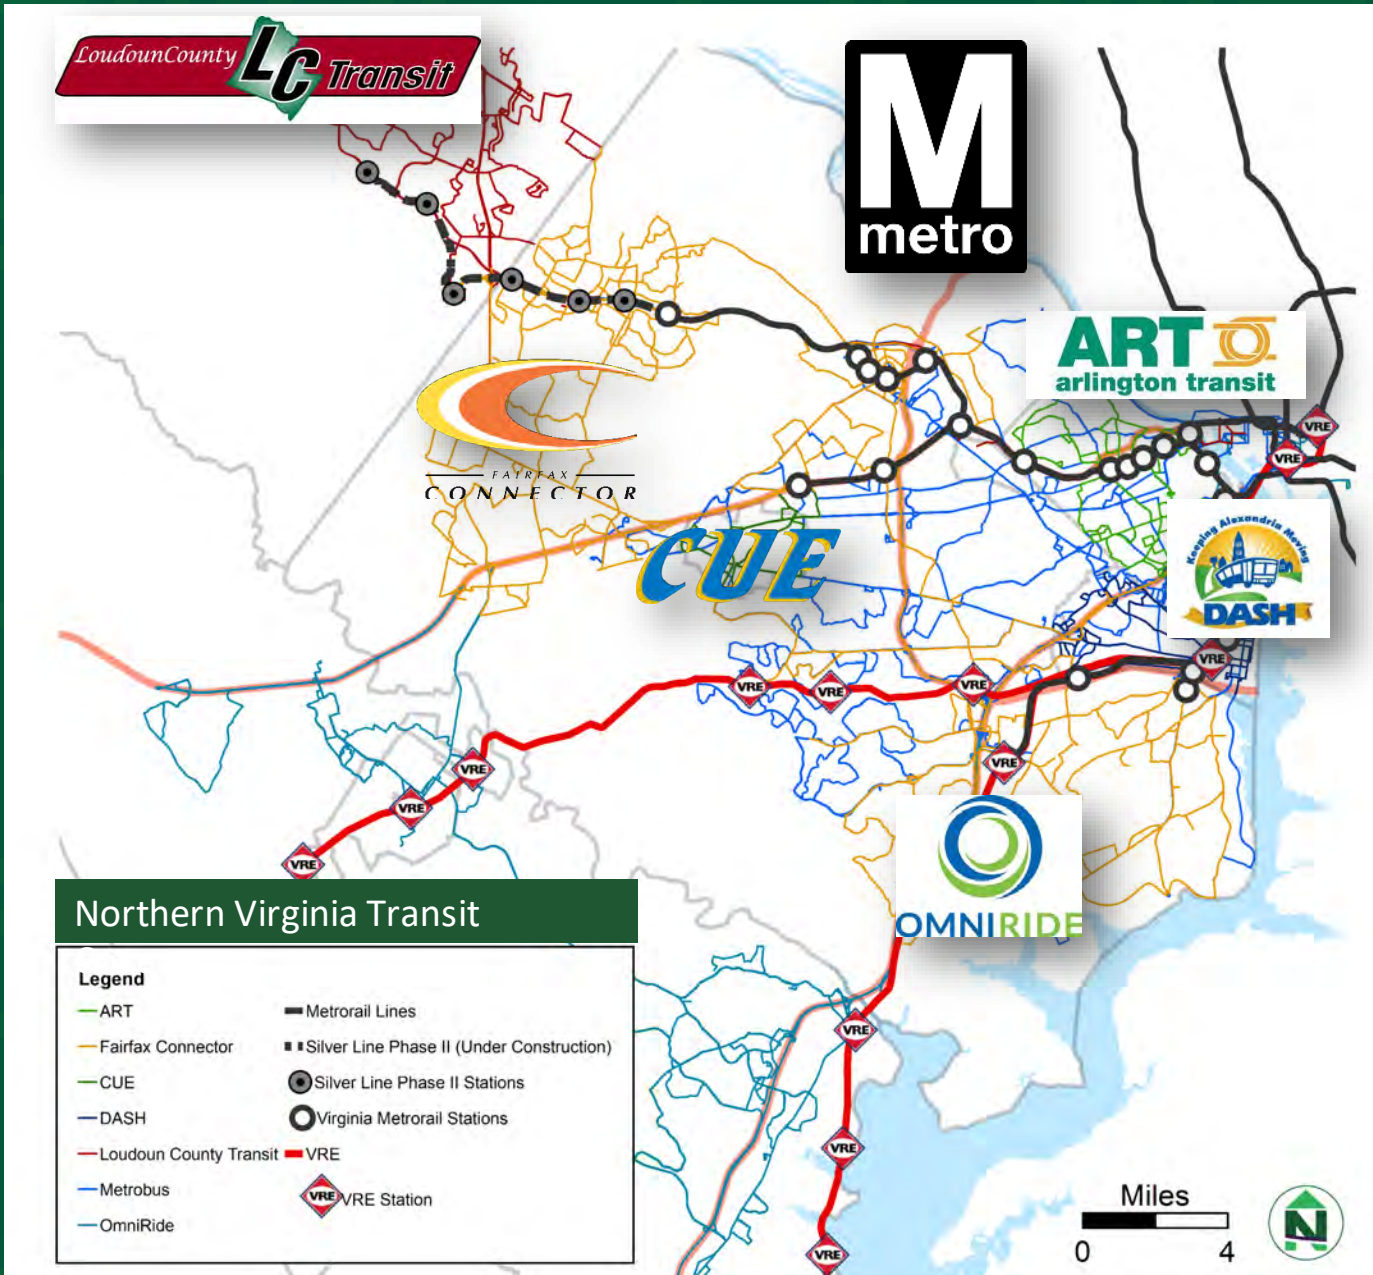 LoudounCounty LC Transit
M
metro
ART
arlington transit
FAIRFAX
CONNECTOR
CUE
VRE
VRE
Keeping Alexandria Moving
DASH
VRE
VRE
VRE
VRE
VRE
VRE
VRE
VRE
OMNIRIDE
Northern Virginia Transit
Legend
ART
Metrorail Lines
Fairfax Connector
Silver Line Phase II (Under Construction)
CUE
Silver Line Phase II Stations
DASH
Virginia Metrorail Stations
Loudoun County Transit
VRE
Metrobus
VRE
VRE Station
OmniRide
VRE
VRE
VRE
Miles
0 4
N